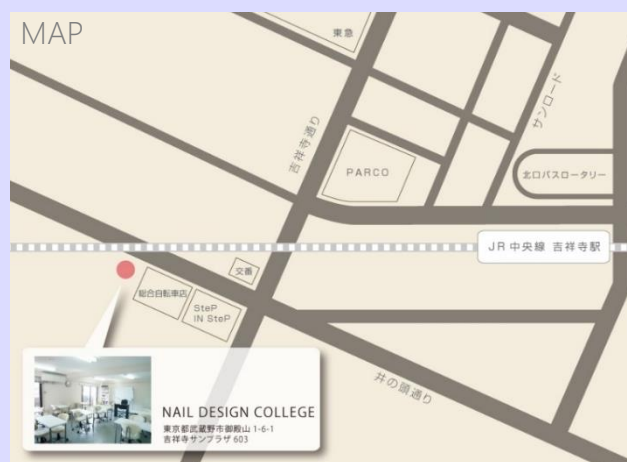 MAP
東急
吉祥寺通り
サンロード
PARCO
北口バスロータリー
JR 中央線 吉祥寺駅
交番
総合自転車店
SteP
IN SteP
井の頭通り
NAIL DESIGN COLLEGE
東京都武蔵野市御殿山 1-6-1
吉祥寺サンプラザ 603